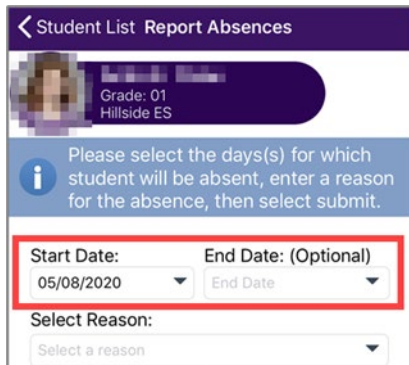 Student List Report Absences
Grade: 01
Hillside ES
Please select the days(s) for which
student will be absent, enter a reason
for the absence, then select submit.
Start Date: End Date: (Optional)
05/08/2020 End Date
Select Reason:
Select a reason